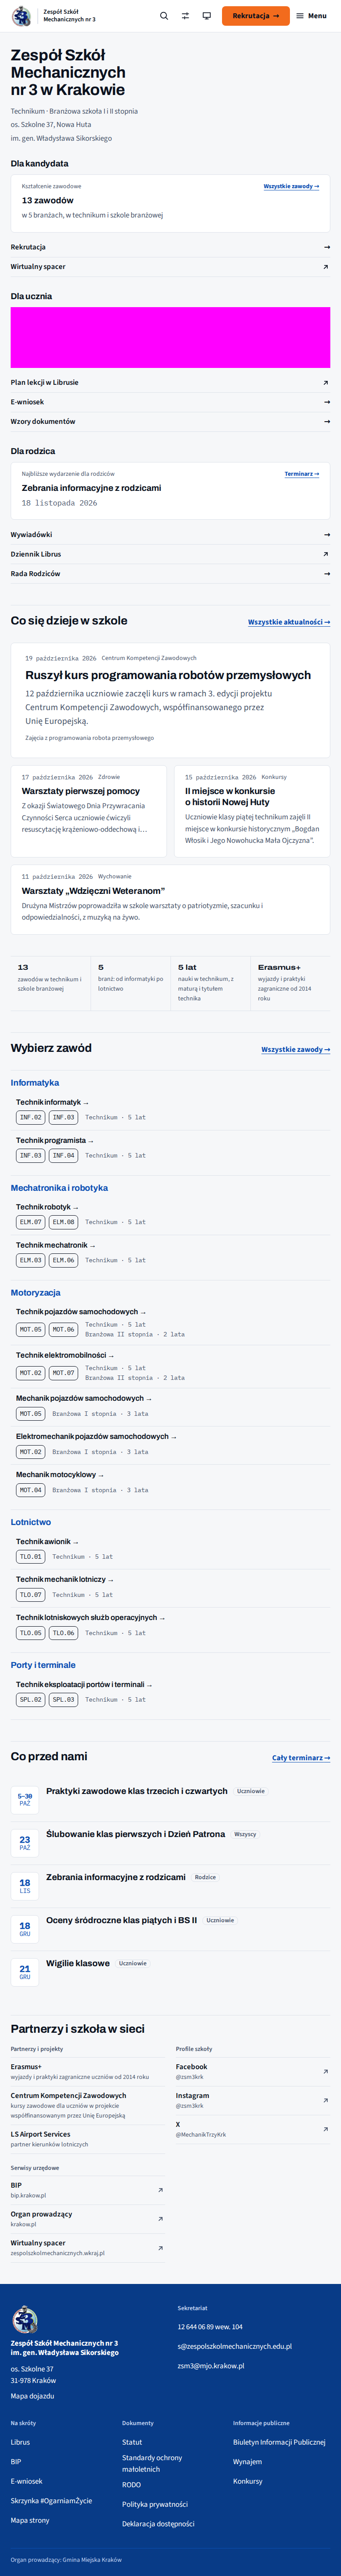 Zespół Szkół
Mechanicznych nr 3
Rekrutacja →
Menu
Zespół Szkół
Mechanicznych
nr 3 w Krakowie
Technikum · Branżowa szkoła I i II stopnia
os. Szkolne 37, Nowa Huta
im. gen. Władysława Sikorskiego
Dla kandydata
Kształcenie zawodowe
Wszystkie zawody →
13 zawodów
w 5 branżach, w technikum i szkole branżowej
Rekrutacja →
Wirtualny spacer ↗
Dla ucznia
Plan lekcji w Librusie ↗
E-wniosek →
Wzory dokumentów →
Dla rodzica
Najbliższe wydarzenie dla rodziców
Terminarz →
Zebrania informacyjne z rodzicami
18 listopada 2026
Wywiadówki →
Dziennik Librus ↗
Rada Rodziców →
Co się dzieje w szkole
Wszystkie aktualności →
19 października 2026 Centrum Kompetencji Zawodowych
Ruszył kurs programowania robotów przemysłowych
12 października uczniowie zaczęli kurs w ramach 3. edycji projektu
Centrum Kompetencji Zawodowych, współfinansowanego przez
Unię Europejską.
Zajęcia z programowania robota przemysłowego
17 października 2026 Zdrowie
Warsztaty pierwszej pomocy
Z okazji Światowego Dnia Przywracania
Czynności Serca uczniowie ćwiczyli
resuscytację krążeniowo-oddechową i…
15 października 2026 Konkursy
II miejsce w konkursie
o historii Nowej Huty
Uczniowie klasy piątej technikum zajęli II
miejsce w konkursie historycznym „Bogdan
Włosik i Jego Nowohucka Mała Ojczyzna”.
11 października 2026 Wychowanie
Warsztaty „Wdzięczni Weteranom”
Drużyna Mistrzów poprowadziła w szkole warsztaty o patriotyzmie, szacunku i
odpowiedzialności, z muzyką na żywo.
13
zawodów w technikum i
szkole branżowej
5
branż: od informatyki po
lotnictwo
5 lat
nauki w technikum, z
maturą i tytułem
technika
Erasmus+
wyjazdy i praktyki
zagraniczne od 2014
roku
Wybierz zawód
Wszystkie zawody →
Informatyka
Technik informatyk →
INF.02 INF.03 Technikum · 5 lat
Technik programista →
INF.03 INF.04 Technikum · 5 lat
Mechatronika i robotyka
Technik robotyk →
ELM.07 ELM.08 Technikum · 5 lat
Technik mechatronik →
ELM.03 ELM.06 Technikum · 5 lat
Motoryzacja
Technik pojazdów samochodowych →
MOT.05 MOT.06 Technikum · 5 lat
Branżowa II stopnia · 2 lata
Technik elektromobilności →
MOT.02 MOT.07 Technikum · 5 lat
Branżowa II stopnia · 2 lata
Mechanik pojazdów samochodowych →
MOT.05 Branżowa I stopnia · 3 lata
Elektromechanik pojazdów samochodowych →
MOT.02 Branżowa I stopnia · 3 lata
Mechanik motocyklowy →
MOT.04 Branżowa I stopnia · 3 lata
Lotnictwo
Technik awionik →
TLO.01 Technikum · 5 lat
Technik mechanik lotniczy →
TLO.07 Technikum · 5 lat
Technik lotniskowych służb operacyjnych →
TLO.05 TLO.06 Technikum · 5 lat
Porty i terminale
Technik eksploatacji portów i terminali →
SPL.02 SPL.03 Technikum · 5 lat
Co przed nami
Cały terminarz →
5–30
PAŹ
Praktyki zawodowe klas trzecich i czwartych Uczniowie
23
PAŹ
Ślubowanie klas pierwszych i Dzień Patrona Wszyscy
18
LIS
Zebrania informacyjne z rodzicami Rodzice
18
GRU
Oceny śródroczne klas piątych i BS II Uczniowie
21
GRU
Wigilie klasowe Uczniowie
Partnerzy i szkoła w sieci
Partnerzy i projekty
Erasmus+
wyjazdy i praktyki zagraniczne uczniów od 2014 roku
Centrum Kompetencji Zawodowych
kursy zawodowe dla uczniów w projekcie
współfinansowanym przez Unię Europejską
LS Airport Services
partner kierunków lotniczych
Profile szkoły
Facebook ↗
@zsm3krk
Instagram ↗
@zsm3krk
X ↗
@MechanikTrzyKrk
Serwisy urzędowe
BIP ↗
bip.krakow.pl
Organ prowadzący ↗
krakow.pl
Wirtualny spacer ↗
zespolszkolmechanicznych.wkraj.pl
Zespół Szkół Mechanicznych nr 3
im. gen. Władysława Sikorskiego
os. Szkolne 37
31-978 Kraków
Mapa dojazdu
Sekretariat
12 644 06 89 wew. 104
s@zespolszkolmechanicznych.edu.pl
zsm3@mjo.krakow.pl
Na skróty
Librus
BIP
E-wniosek
Skrzynka #OgarniamŻycie
Mapa strony
Dokumenty
Statut
Standardy ochrony
małoletnich
RODO
Polityka prywatności
Deklaracja dostępności
Informacje publiczne
Biuletyn Informacji Publicznej
Wynajem
Konkursy
Organ prowadzący: Gmina Miejska Kraków